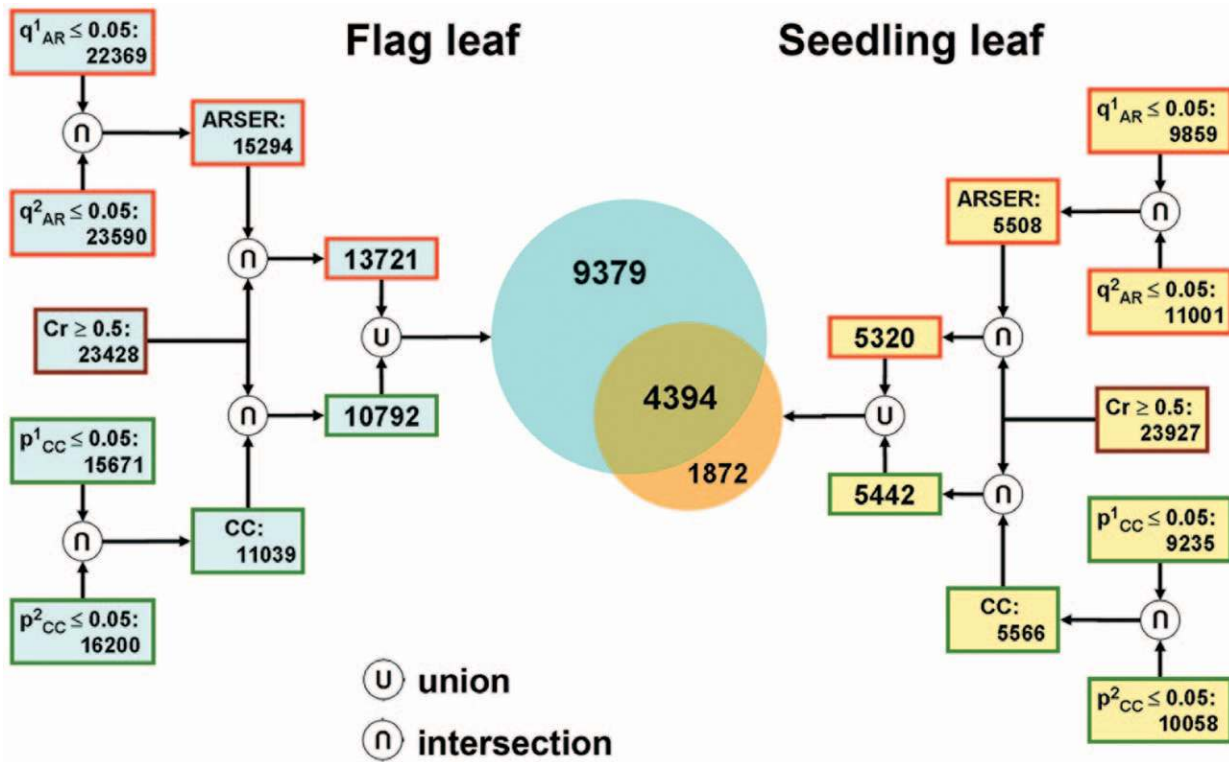 Flag leaf
Seedling leaf
q¹AR ≤ 0.05:
22369
∩
q²AR ≤ 0.05:
23590
ARSER:
15294
∩
Cr ≥ 0.5:
23428
∩
p¹CC ≤ 0.05:
15671
∩
p²CC ≤ 0.05:
16200
CC:
11039
13721
U
10792
9379
4394
1872
q¹AR ≤ 0.05:
9859
∩
q²AR ≤ 0.05:
11001
ARSER:
5508
∩
5320
U
5442
Cr ≥ 0.5:
23927
∩
p¹CC ≤ 0.05:
9235
∩
p²CC ≤ 0.05:
10058
CC:
5566
U union
∩ intersection